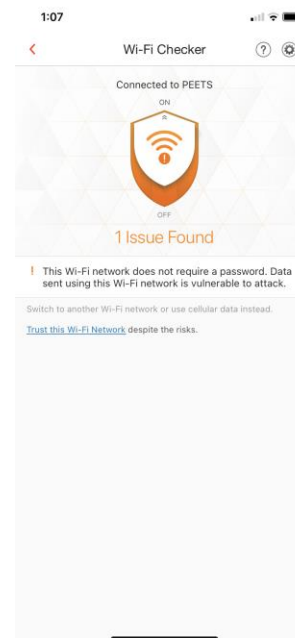 1:07
Wi-Fi Checker
?
Connected to PEETS
ON
OFF
1 Issue Found
! This Wi-Fi network does not require a password. Data
sent using this Wi-Fi network is vulnerable to attack.
Switch to another Wi-Fi network or use cellular data instead.
Trust this Wi-Fi Network despite the risks.